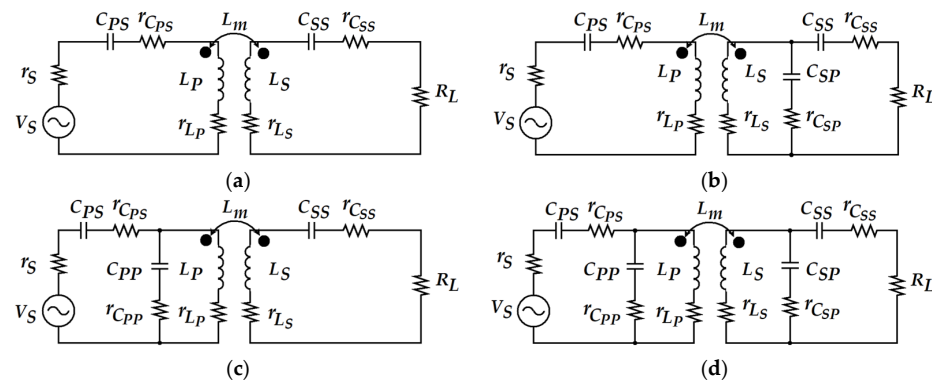 C_PS r_C_PS L_m C_SS r_C_SS
r_S L_P L_S R_L
V_S r_L_P r_L_S
(a)
C_PS r_C_PS L_m C_SS r_C_SS
r_S L_P L_S C_SP R_L
V_S r_L_P r_L_S r_C_SP
(b)
C_PS r_C_PS L_m C_SS r_C_SS
r_S C_PP L_P L_S R_L
V_S r_C_PP r_L_P r_L_S
(c)
C_PS r_C_PS L_m C_SS r_C_SS
r_S C_PP L_P L_S C_SP R_L
V_S r_C_PP r_L_P r_L_S r_C_SP
(d)